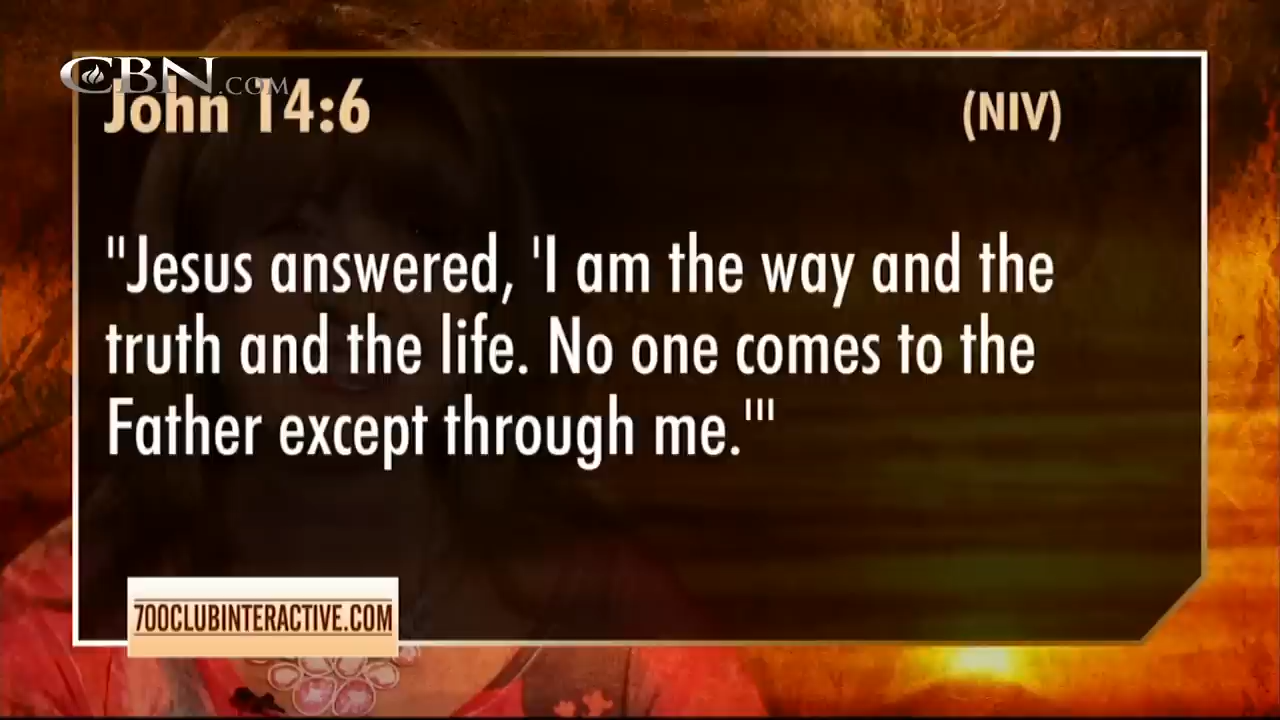 CBN.COM
John 14:6 (NIV)
"Jesus answered, 'I am the way and the
truth and the life. No one comes to the
Father except through me.'"
700CLUBINTERACTIVE.COM